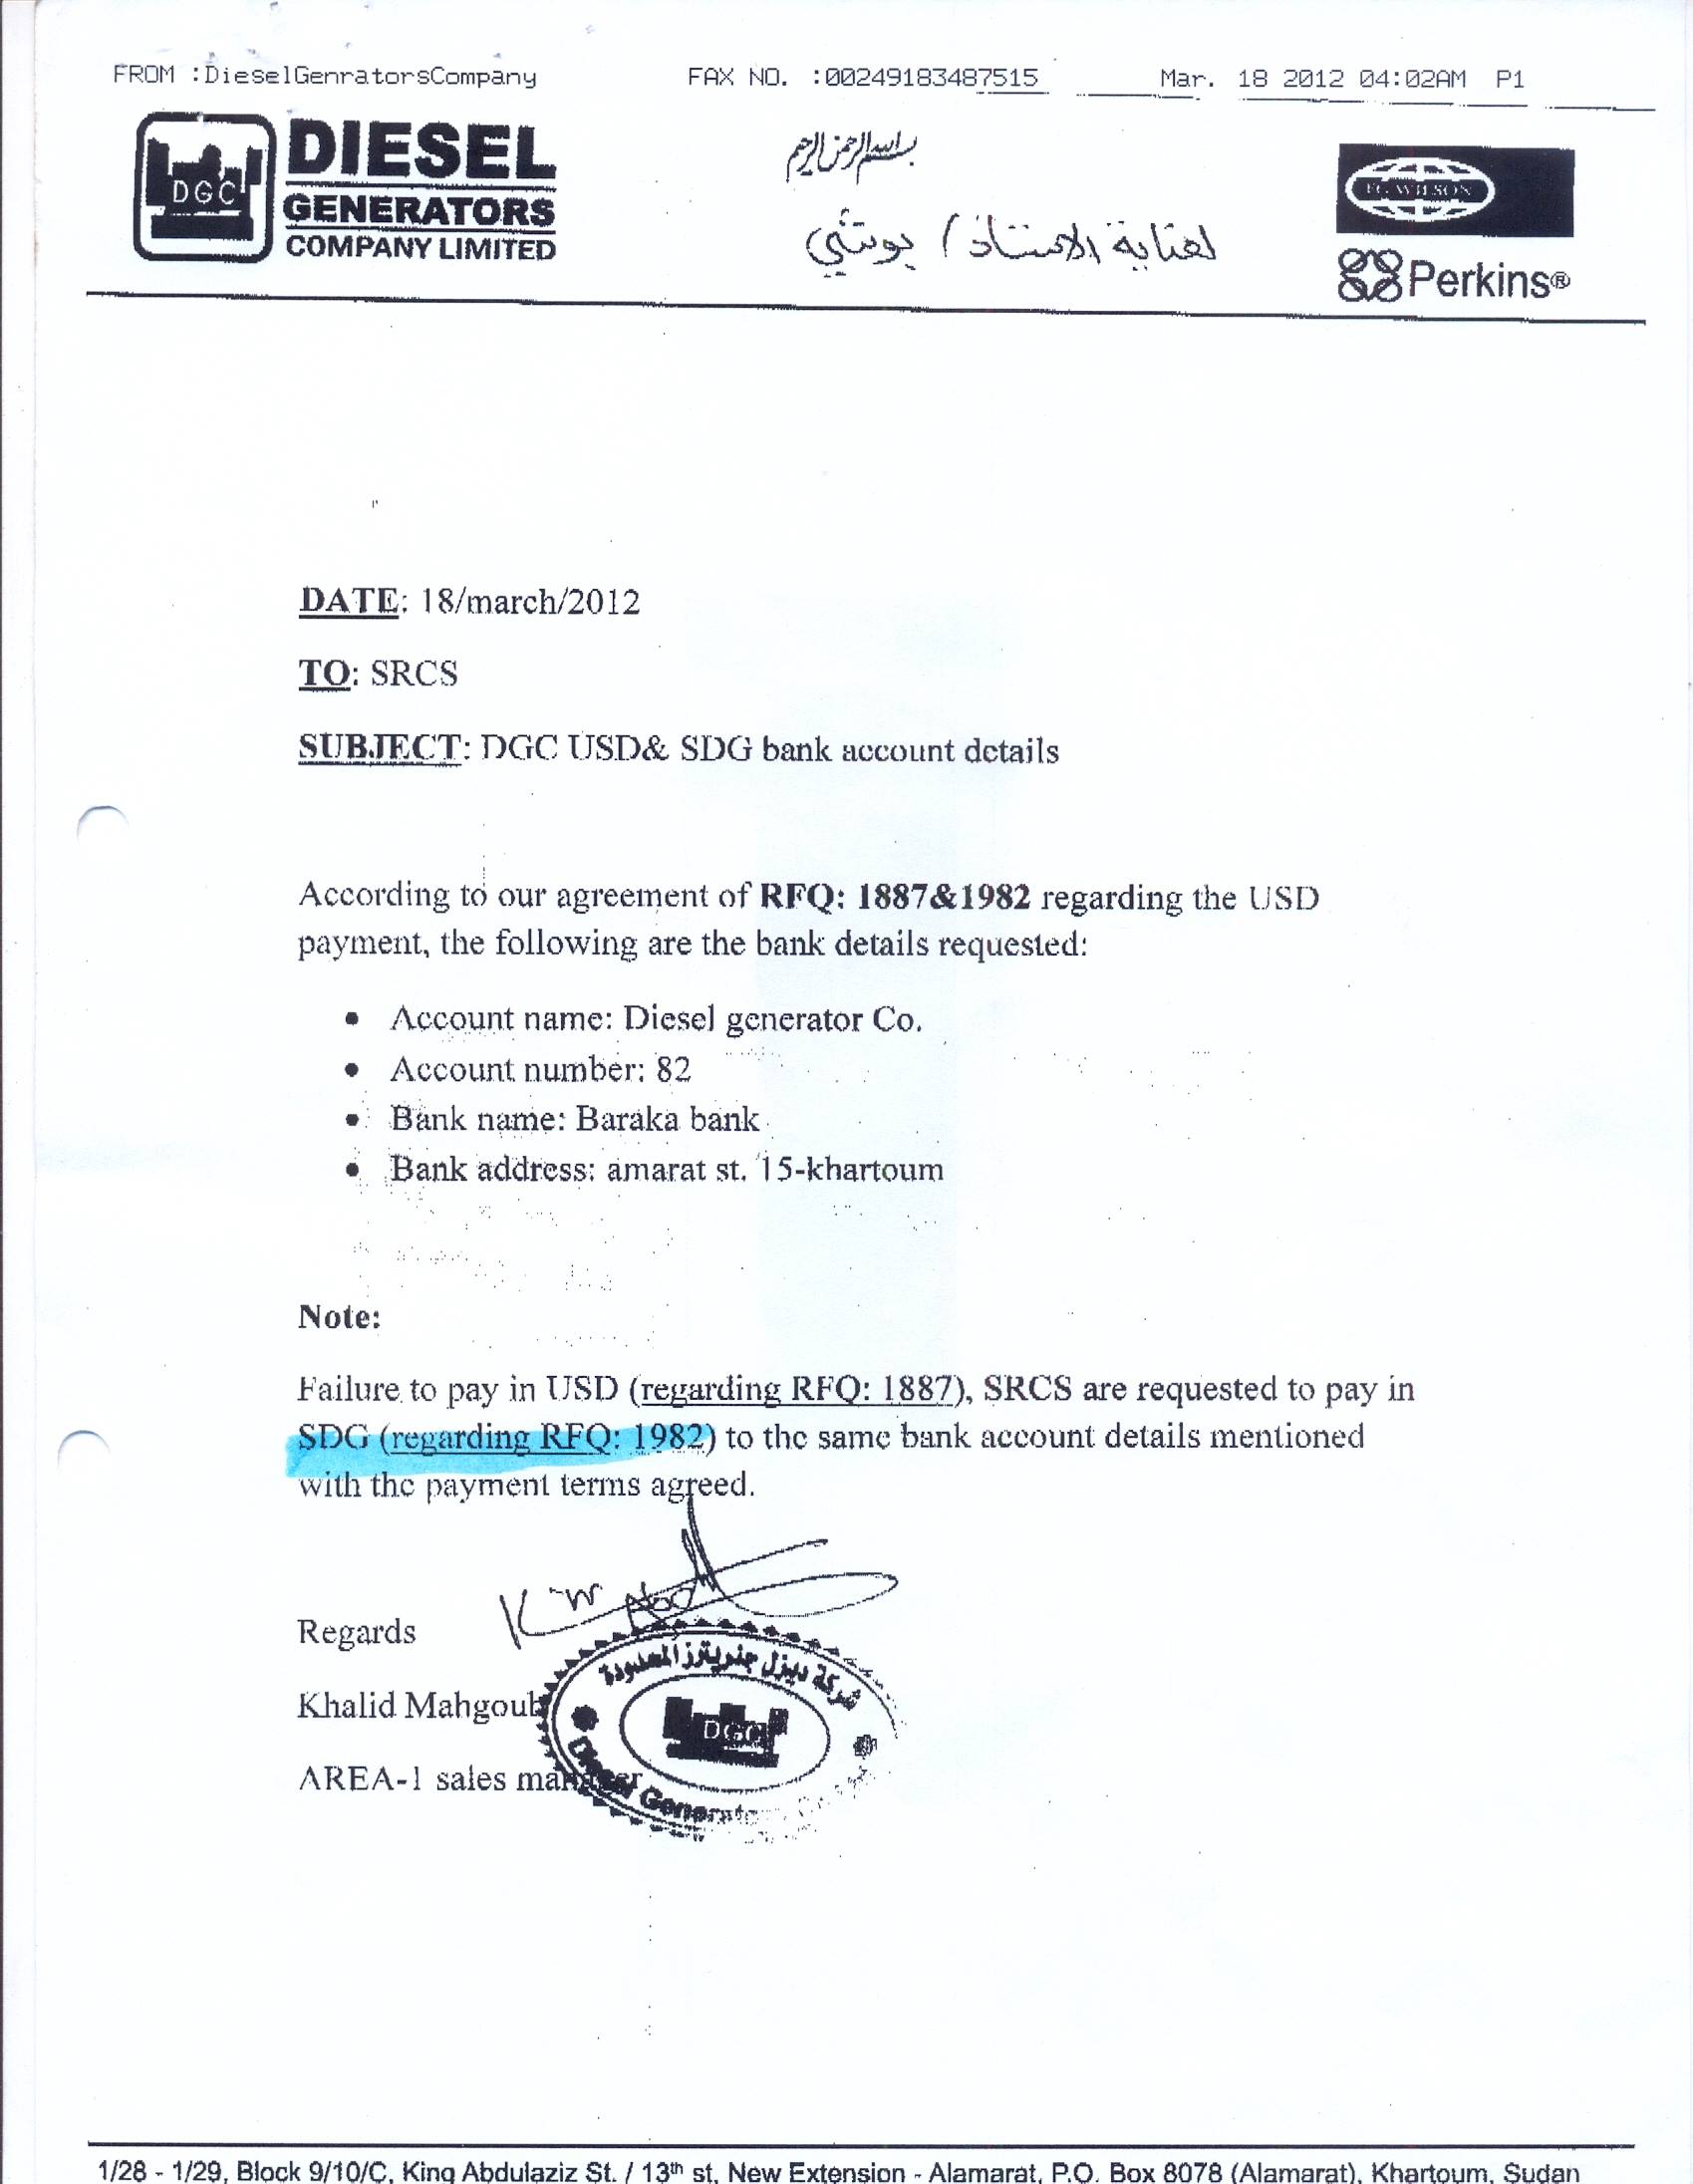 FROM :DieselGenratorsCompany FAX NO. :00249183487515 Mar. 18 2012 04:02AM P1
DGC
DIESEL
GENERATORS
COMPANY LIMITED
بسم الله الرحمن الرحيم
لعناية الاستاذ /
FG WILSON
Perkins®
DATE: 18/march/2012
TO: SRCS
SUBJECT: DGC USD& SDG bank account details
According to our agreement of RFQ: 1887&1982 regarding the USD
payment, the following are the bank details requested:
• Account name: Diesel generator Co.
• Account number: 82
• Bank name: Baraka bank
• Bank address: amarat st. 15-khartoum
Note:
Failure to pay in USD (regarding RFQ: 1887), SRCS are requested to pay in
SDG (regarding RFQ: 1982) to the same bank account details mentioned
with the payment terms agreed.
Regards
Khalid Mahgoub
AREA-1 sales manager
شركة ديزل جنريترز المحدودة
DGC
Diesel Generators
1/28 - 1/29, Block 9/10/C, King Abdulaziz St. / 13th st, New Extension - Alamarat, P.O. Box 8078 (Alamarat), Khartoum, Sudan